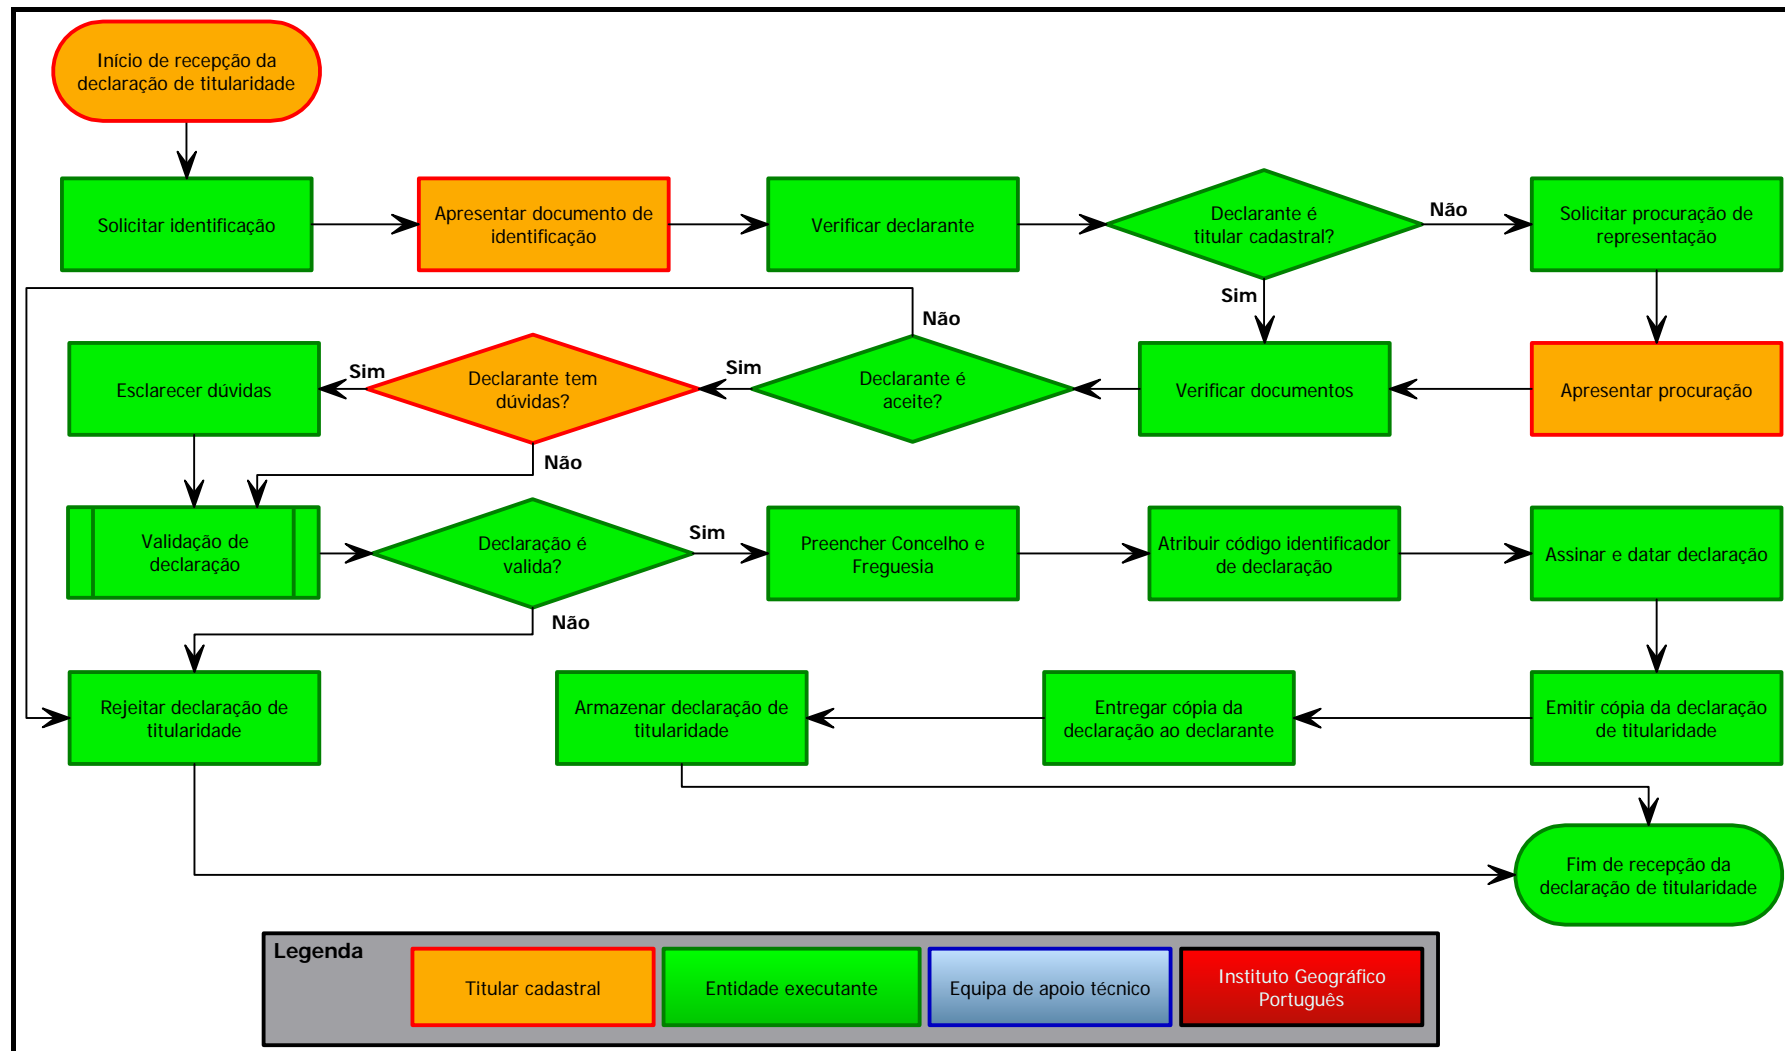 Início de recepção da
declaração de titularidade
Solicitar identificação
Apresentar documento de
identificação
Verificar declarante
Declarante é
titular cadastral?
Não
Solicitar procuração de
representação
Sim
Não
Esclarecer dúvidas
Sim
Declarante tem
dúvidas?
Sim
Declarante é
aceite?
Verificar documentos
Apresentar procuração
Não
Validação de
declaração
Declaração é
valida?
Sim
Preencher Concelho e
Freguesia
Atribuir código identificador
de declaração
Assinar e datar declaração
Não
Rejeitar declaração de
titularidade
Armazenar declaração de
titularidade
Entregar cópia da
declaração ao declarante
Emitir cópia da declaração
de titularidade
Fim de recepção da
declaração de titularidade
Legenda
Titular cadastral
Entidade executante
Equipa de apoio técnico
Instituto Geográfico
Português